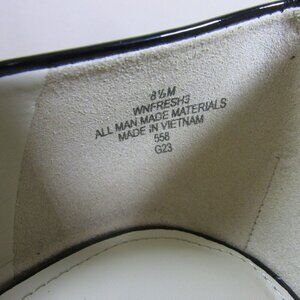 8½M
WNFRESH3
ALL MAN MADE MATERIALS
MADE IN VIETNAM
558
G23